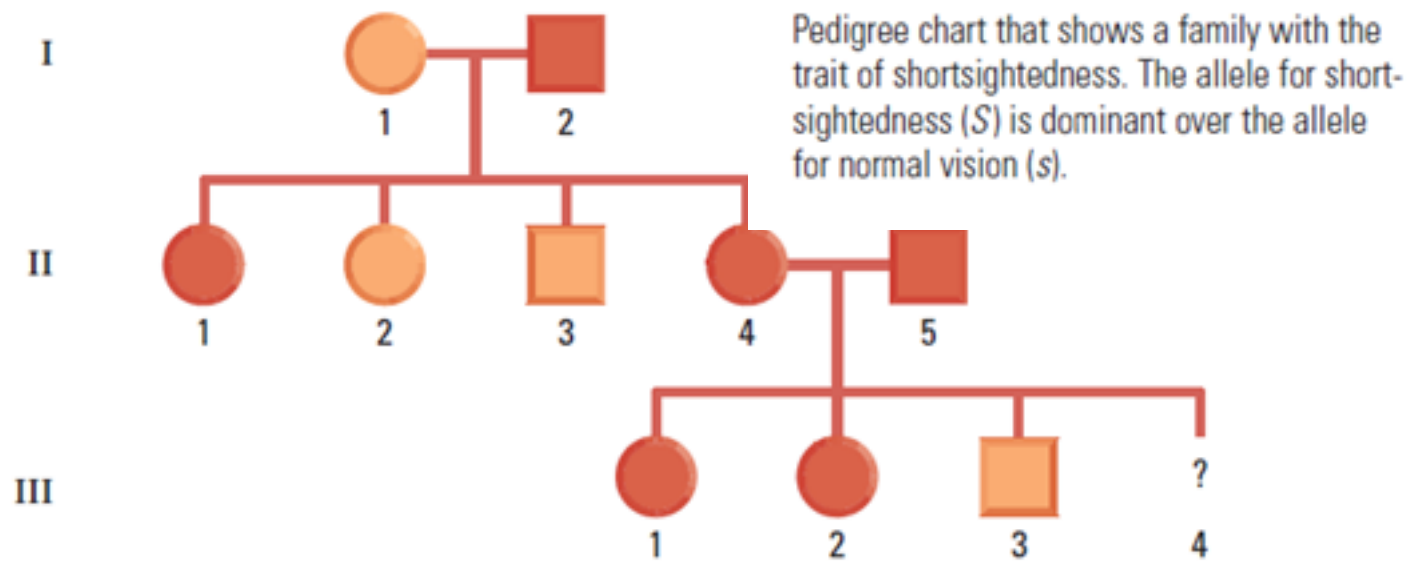 I
Pedigree chart that shows a family with the
trait of shortsightedness. The allele for short-
sightedness (S) is dominant over the allele
for normal vision (s).
1 2
II
1 2 3 4 5
III
?
1 2 3 4